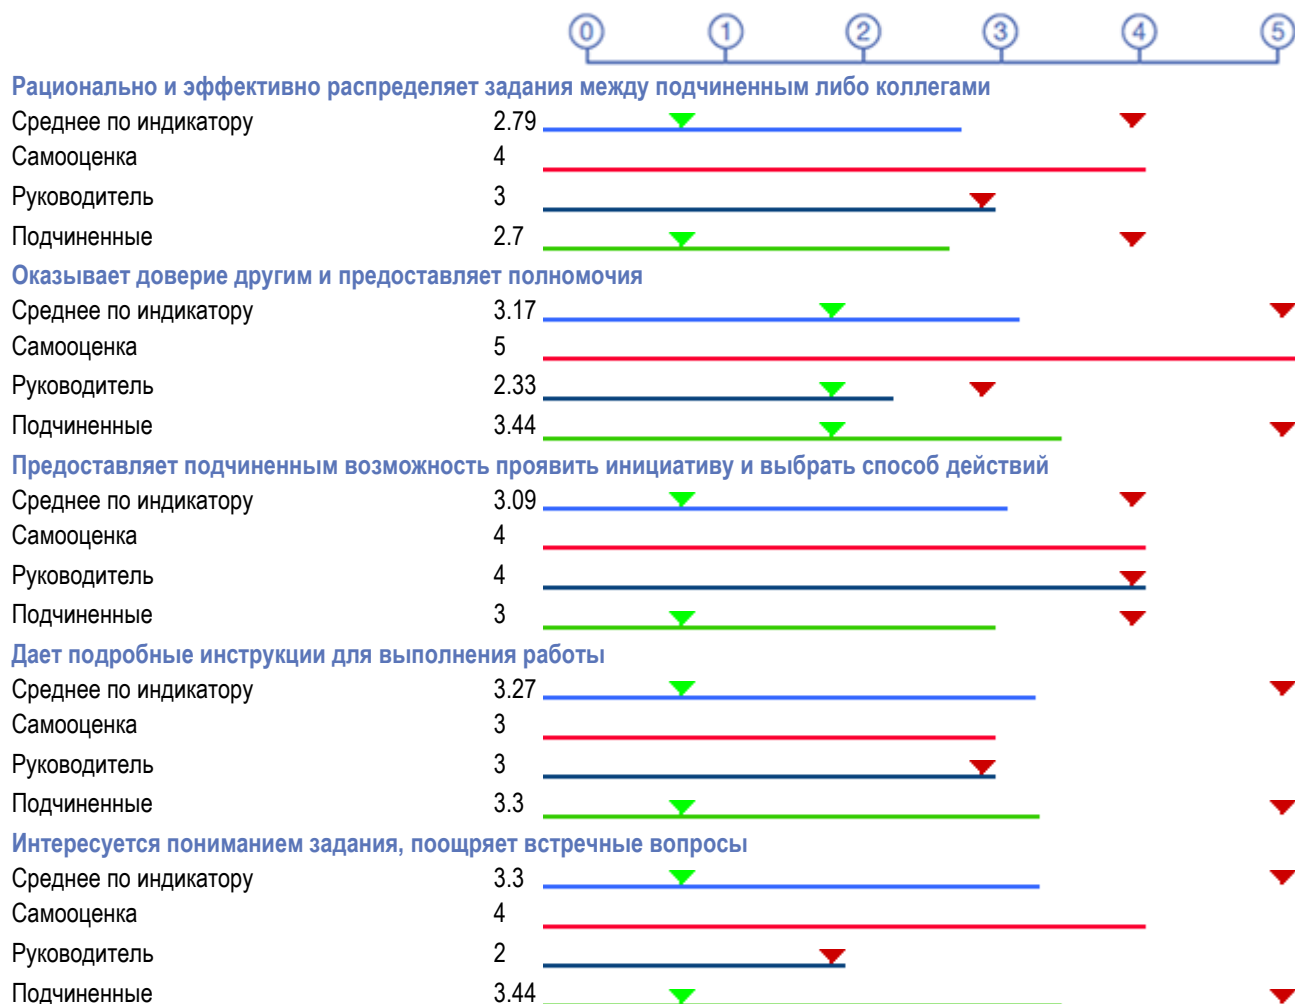 0 1 2 3 4 5
Рационально и эффективно распределяет задания между подчиненным либо коллегами
Среднее по индикатору 2.79
Самооценка 4
Руководитель 3
Подчиненные 2.7
Оказывает доверие другим и предоставляет полномочия
Среднее по индикатору 3.17
Самооценка 5
Руководитель 2.33
Подчиненные 3.44
Предоставляет подчиненным возможность проявить инициативу и выбрать способ действий
Среднее по индикатору 3.09
Самооценка 4
Руководитель 4
Подчиненные 3
Дает подробные инструкции для выполнения работы
Среднее по индикатору 3.27
Самооценка 3
Руководитель 3
Подчиненные 3.3
Интересуется пониманием задания, поощряет встречные вопросы
Среднее по индикатору 3.3
Самооценка 4
Руководитель 2
Подчиненные 3.44